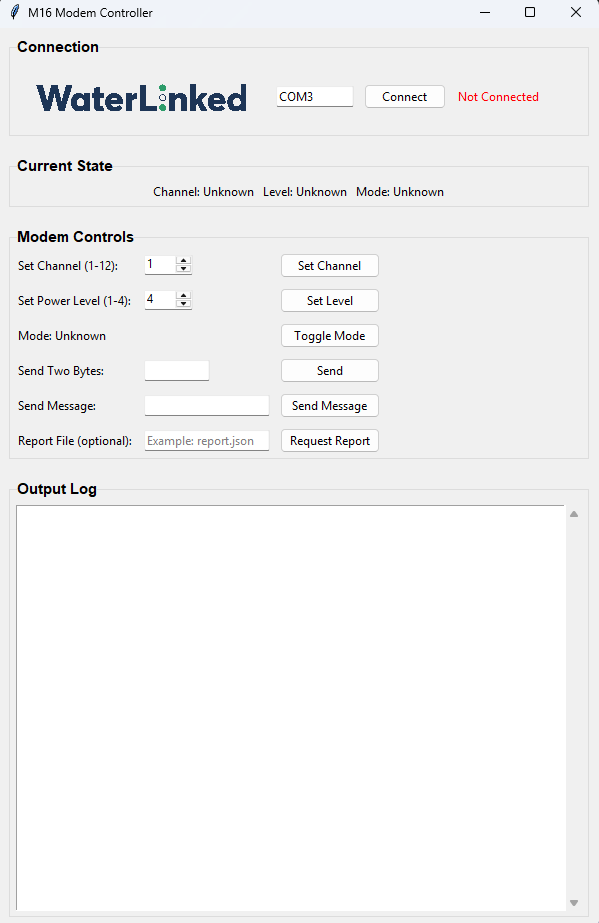 M16 Modem Controller
Connection
WaterLinked COM3 Connect Not Connected
Current State
Channel: Unknown Level: Unknown Mode: Unknown
Modem Controls
Set Channel (1-12): 1 Set Channel
Set Power Level (1-4): 4 Set Level
Mode: Unknown Toggle Mode
Send Two Bytes: Send
Send Message: Send Message
Report File (optional): Example: report.json Request Report
Output Log